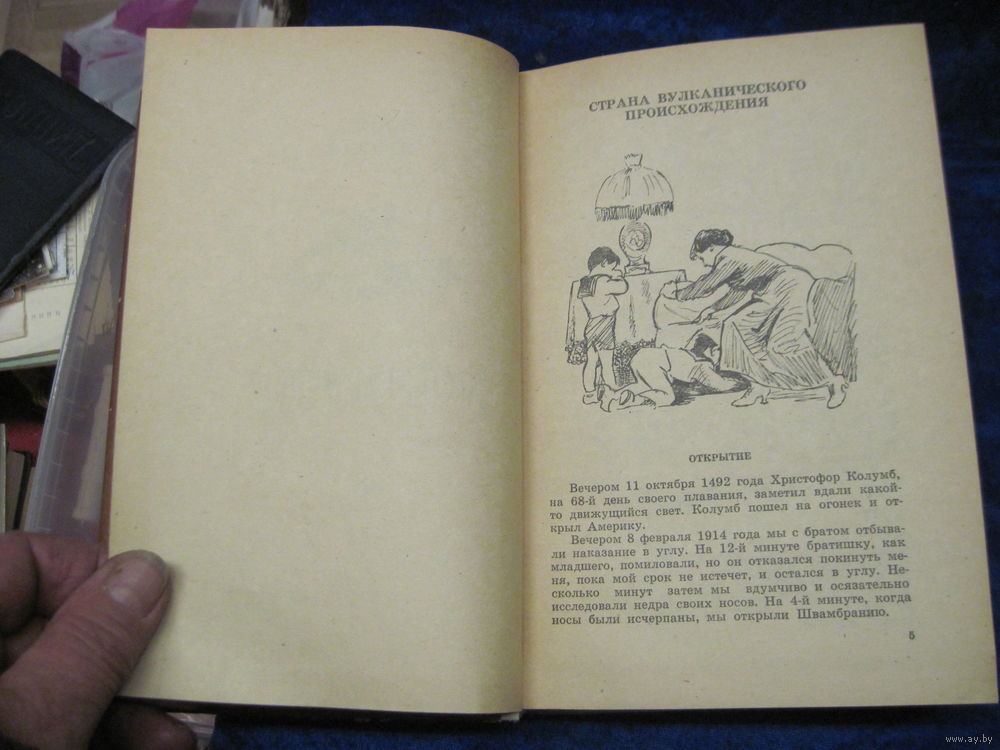 СТРАНА ВУЛКАНИЧЕСКОГО
ПРОИСХОЖДЕНИЯ
ОТКРЫТИЕ
Вечером 11 октября 1492 года Христофор Колумб,
на 68-й день своего плавания, заметил вдали какой-
то движущийся свет. Колумб пошел на огонек и от-
крыл Америку.
Вечером 8 февраля 1914 года мы с братом отбыва-
ли наказание в углу. На 12-й минуте братишку, как
младшего, помиловали, но он отказался покинуть ме-
ня, пока мой срок не истечет, и остался в углу. Не-
сколько минут затем мы вдумчиво и осязательно
исследовали недра своих носов. На 4-й минуте, когда
носы были исчерпаны, мы открыли Швамбранию.
5
www.ay.by